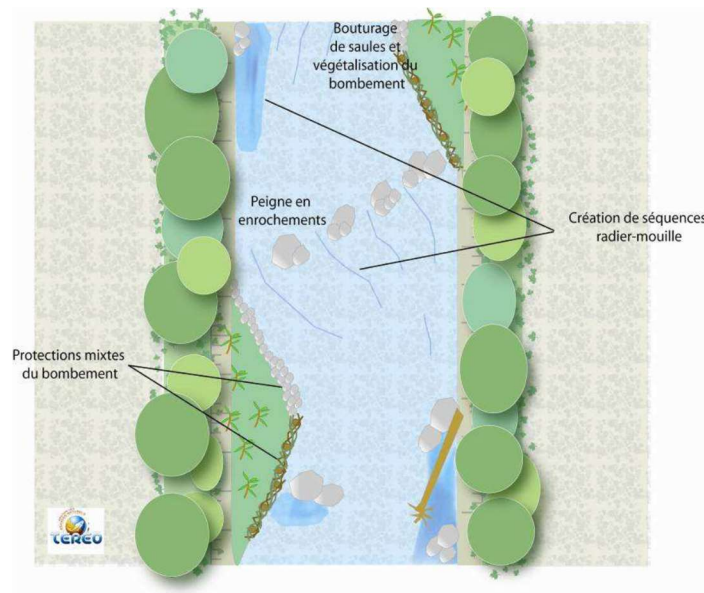 Bouturage
de saules et
végétalisation du
bombement
Peigne en
enrochements
Création de séquences
radier-mouille
Protections mixtes
du bombement
TEREO